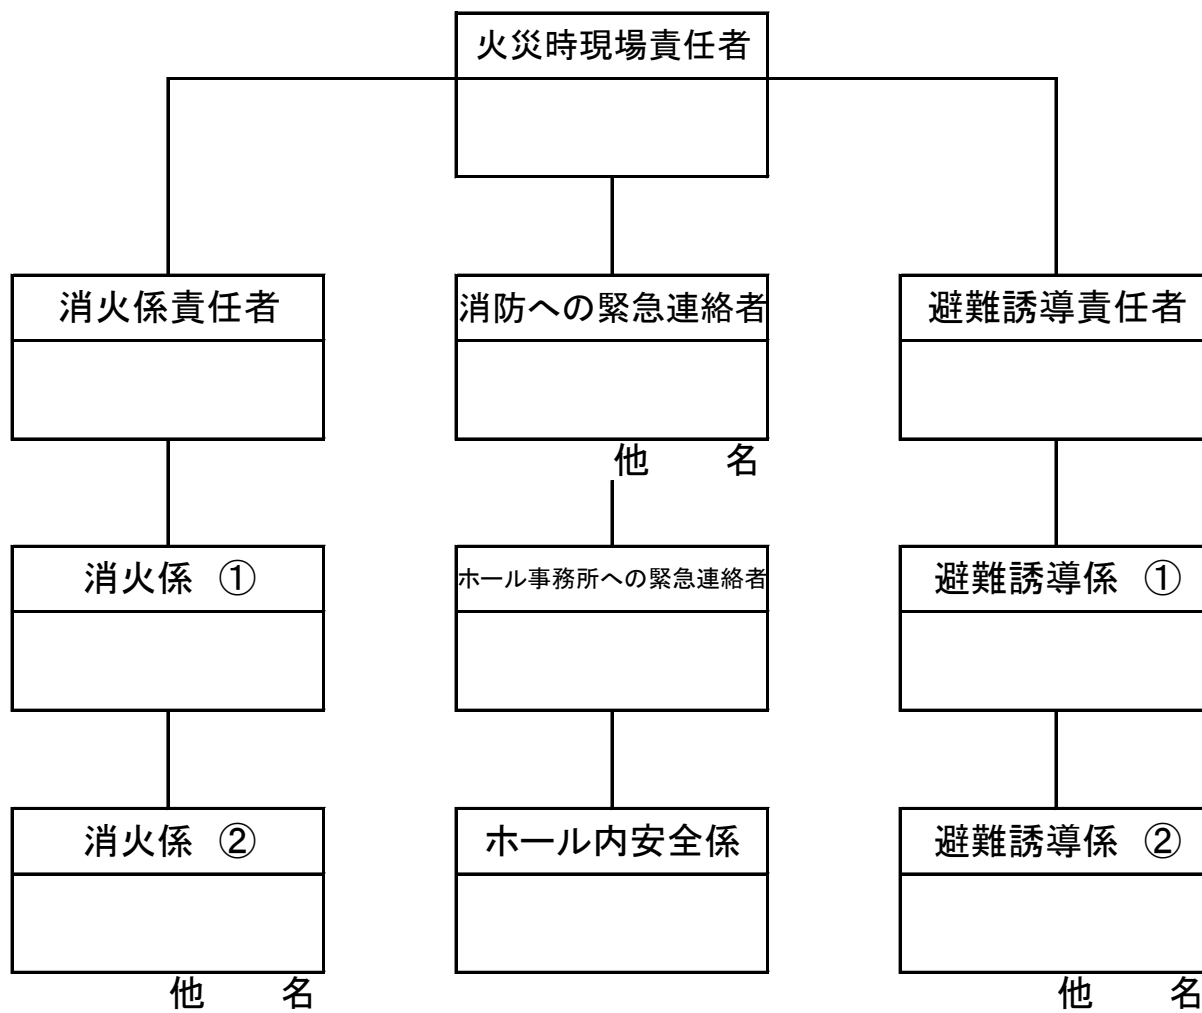 火災時現場責任者
消火係責任者
消防への緊急連絡者
避難誘導責任者
他 名
消火係 ①
ホール事務所への緊急連絡者
避難誘導係 ①
消火係 ②
ホール内安全係
避難誘導係 ②
他 名
他 名